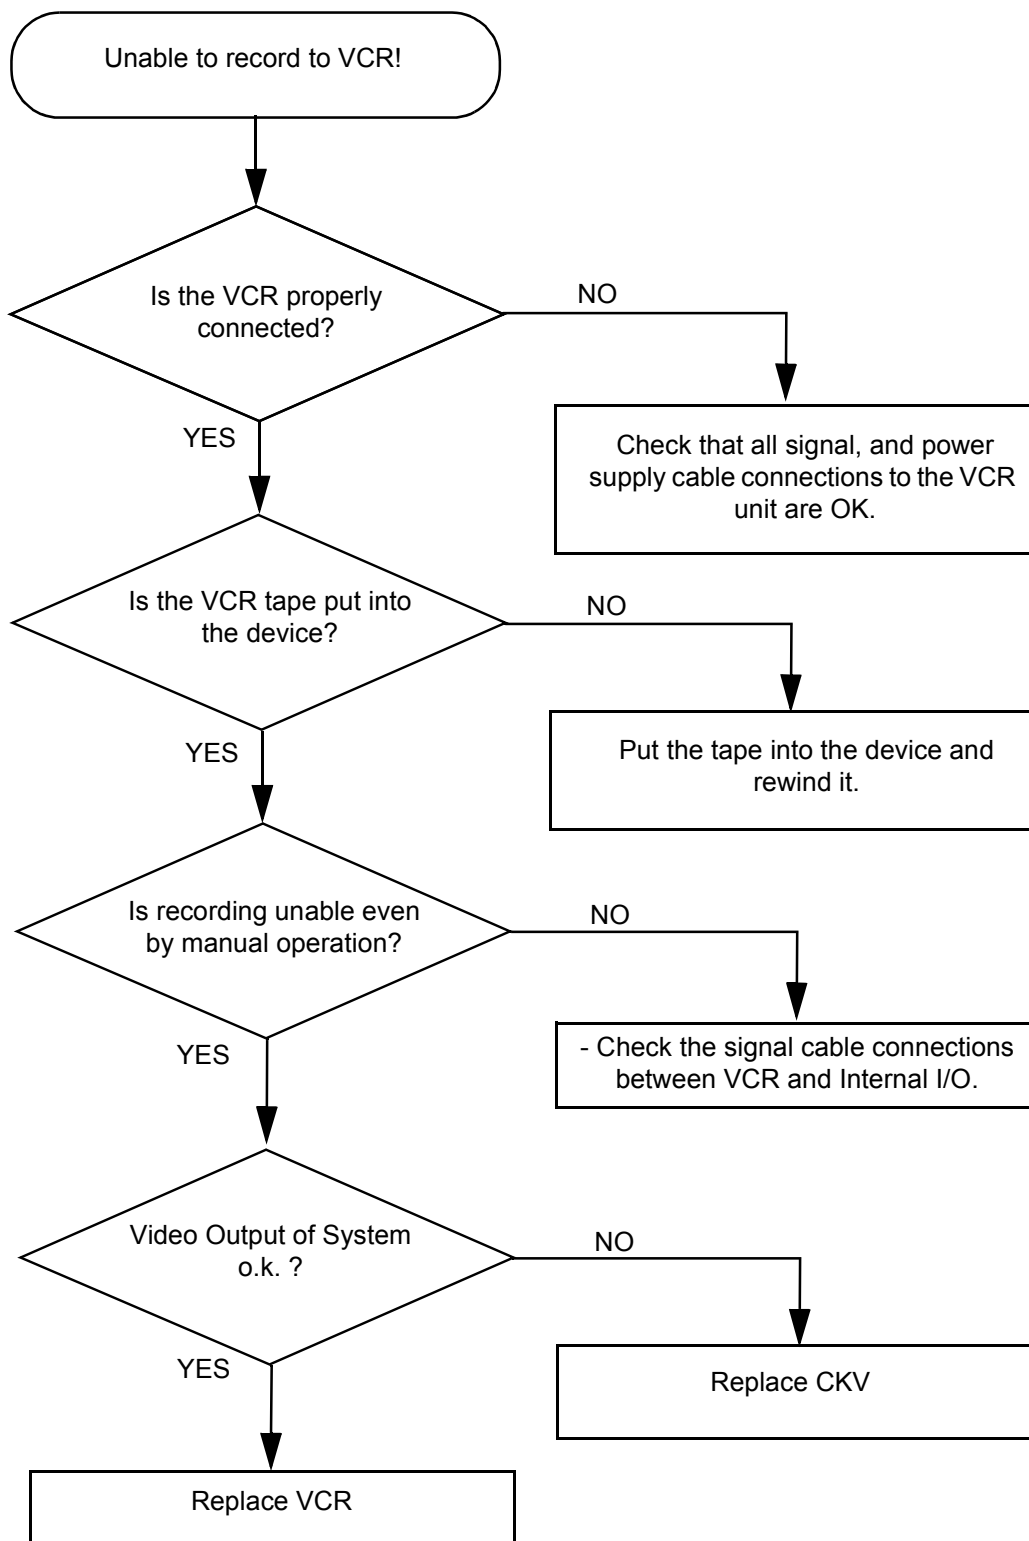 Unable to record to VCR!
Is the VCR properly
connected?
NO
YES
Check that all signal, and power
supply cable connections to the VCR
unit are OK.
Is the VCR tape put into
the device?
NO
YES
Put the tape into the device and
rewind it.
Is recording unable even
by manual operation?
NO
YES
- Check the signal cable connections
between VCR and Internal I/O.
Video Output of System
o.k. ?
NO
YES
Replace CKV
Replace VCR